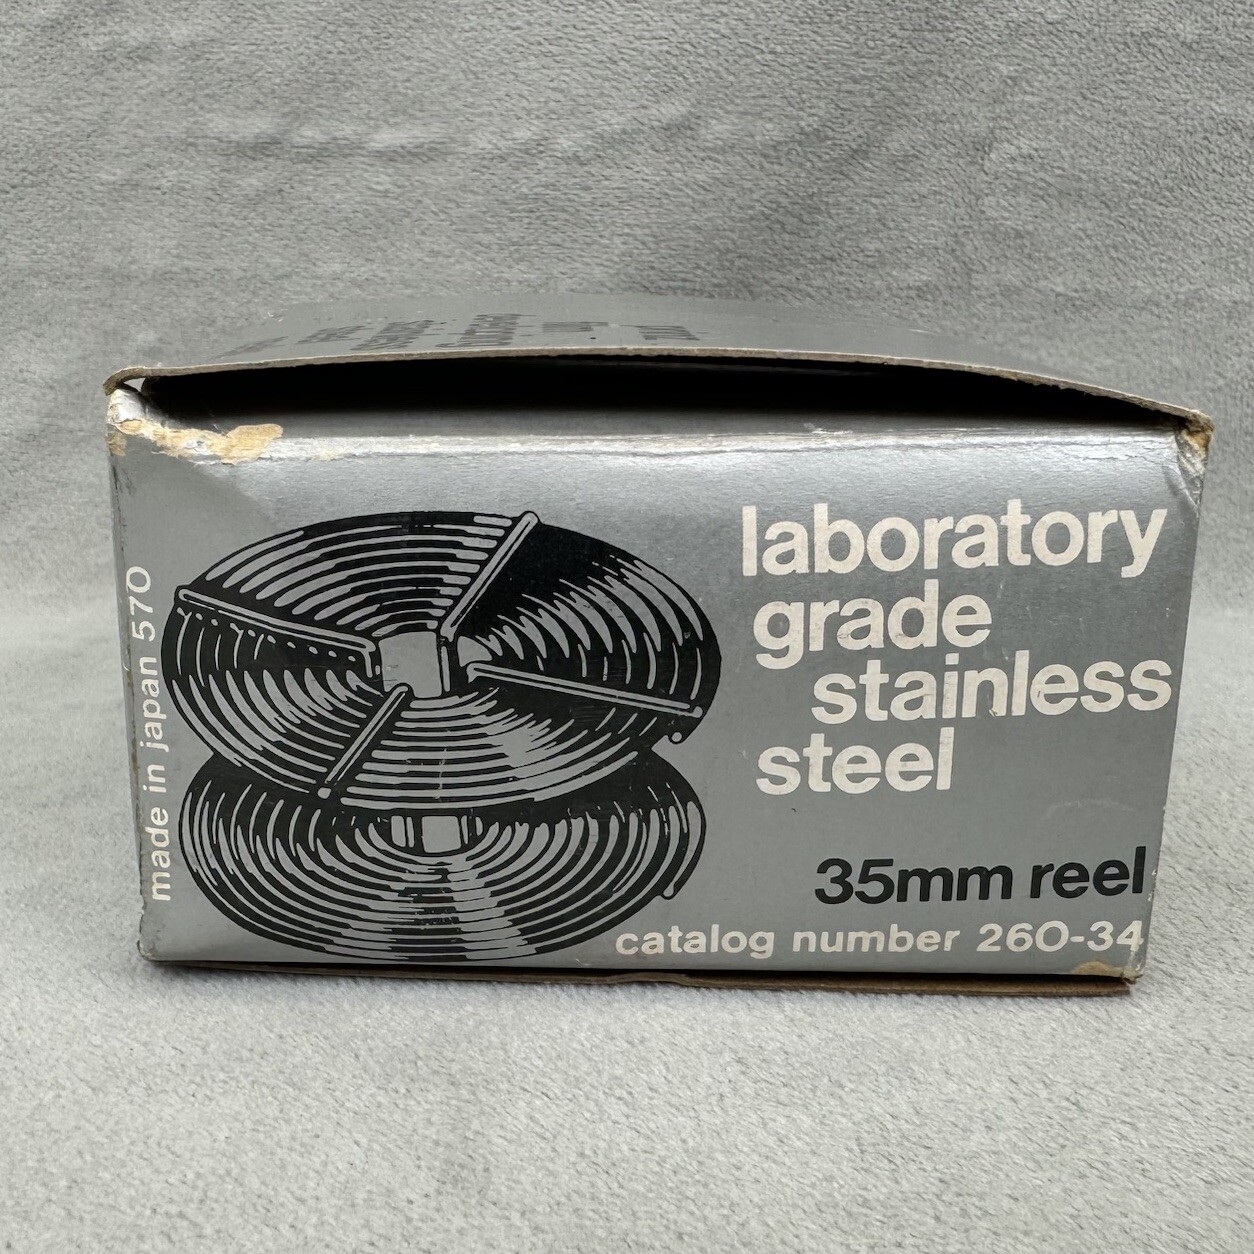 made in japan 570
laboratory
grade
stainless
steel
35mm reel
catalog number 260-34